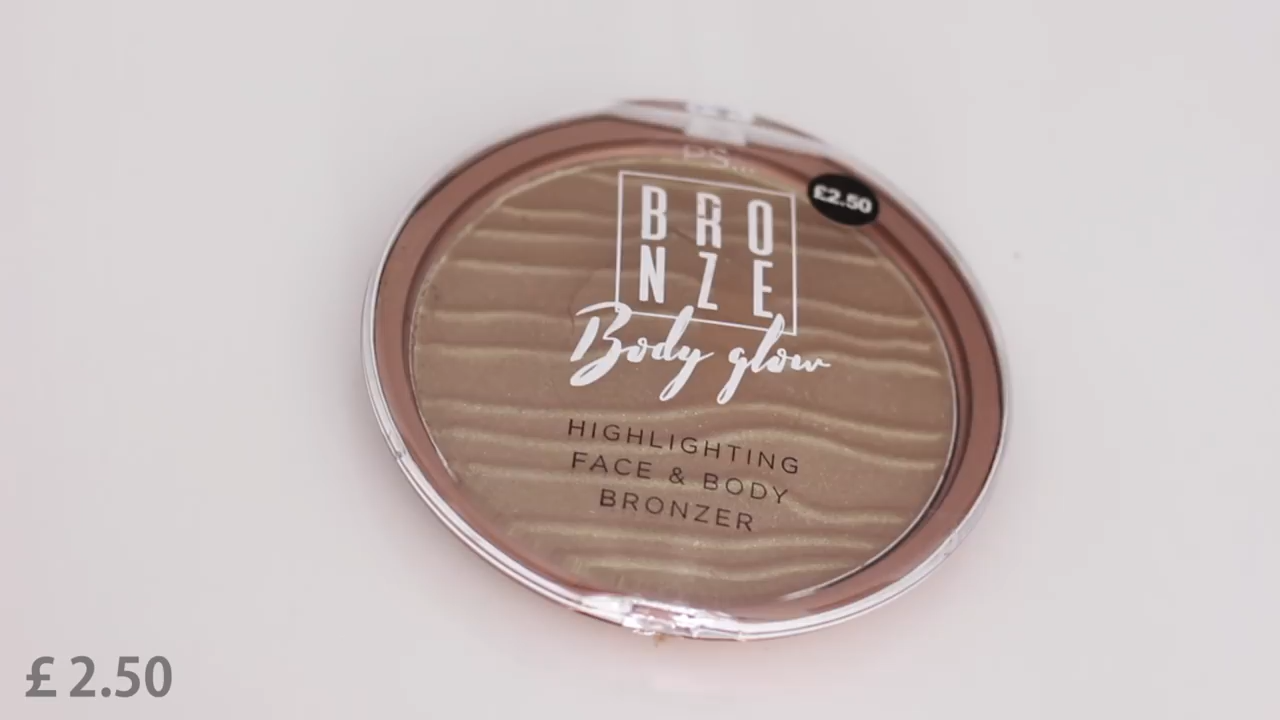 PS...
£2.50
BRO
NZE
Body glow
HIGHLIGHTING
FACE & BODY
BRONZER
£ 2.50